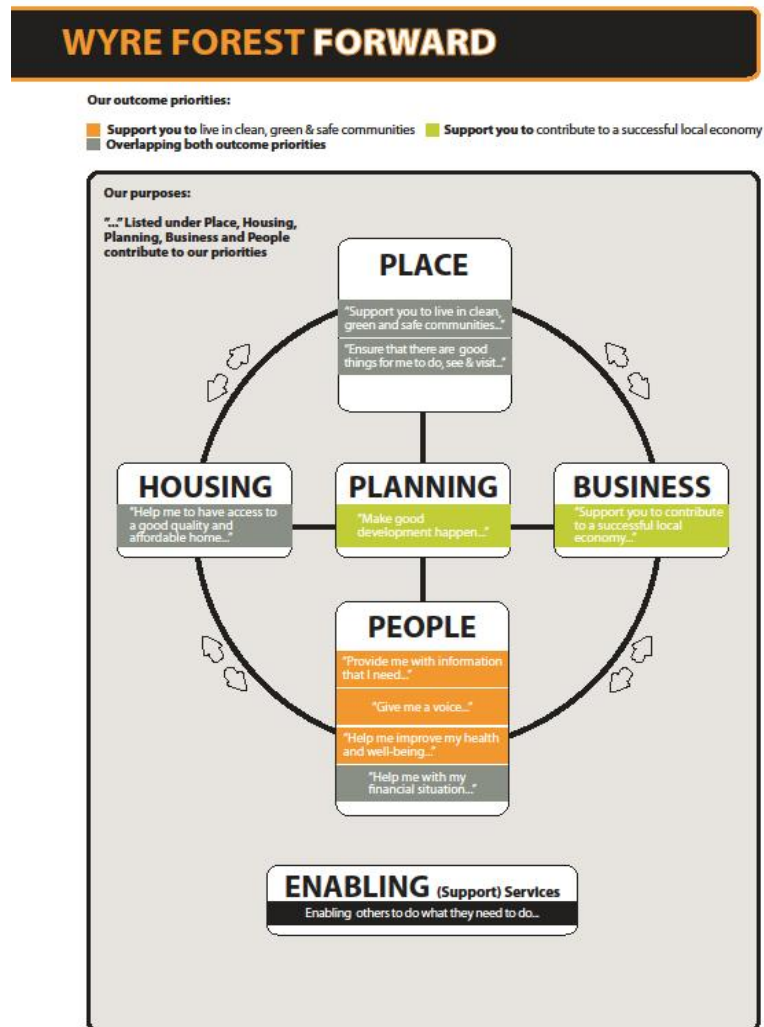 WYRE FOREST FORWARD
Our outcome priorities:
Support you to live in clean, green & safe communities
Support you to contribute to a successful local economy
Overlapping both outcome priorities
Our purposes:
"..." Listed under Place, Housing,
Planning, Business and People
contribute to our priorities
PLACE
"Support you to live in clean,
green and safe communities..."
"Ensure that there are good
things for me to do, see & visit..."
HOUSING
"Help me to have access to
a good quality and
affordable home..."
PLANNING
"Make good
development happen..."
BUSINESS
"Support you to contribute
to a successful local
economy..."
PEOPLE
"Provide me with information
that I need..."
"Give me a voice..."
"Help me improve my health
and well-being..."
"Help me with my
financial situation..."
ENABLING (Support) Services
Enabling others to do what they need to do...